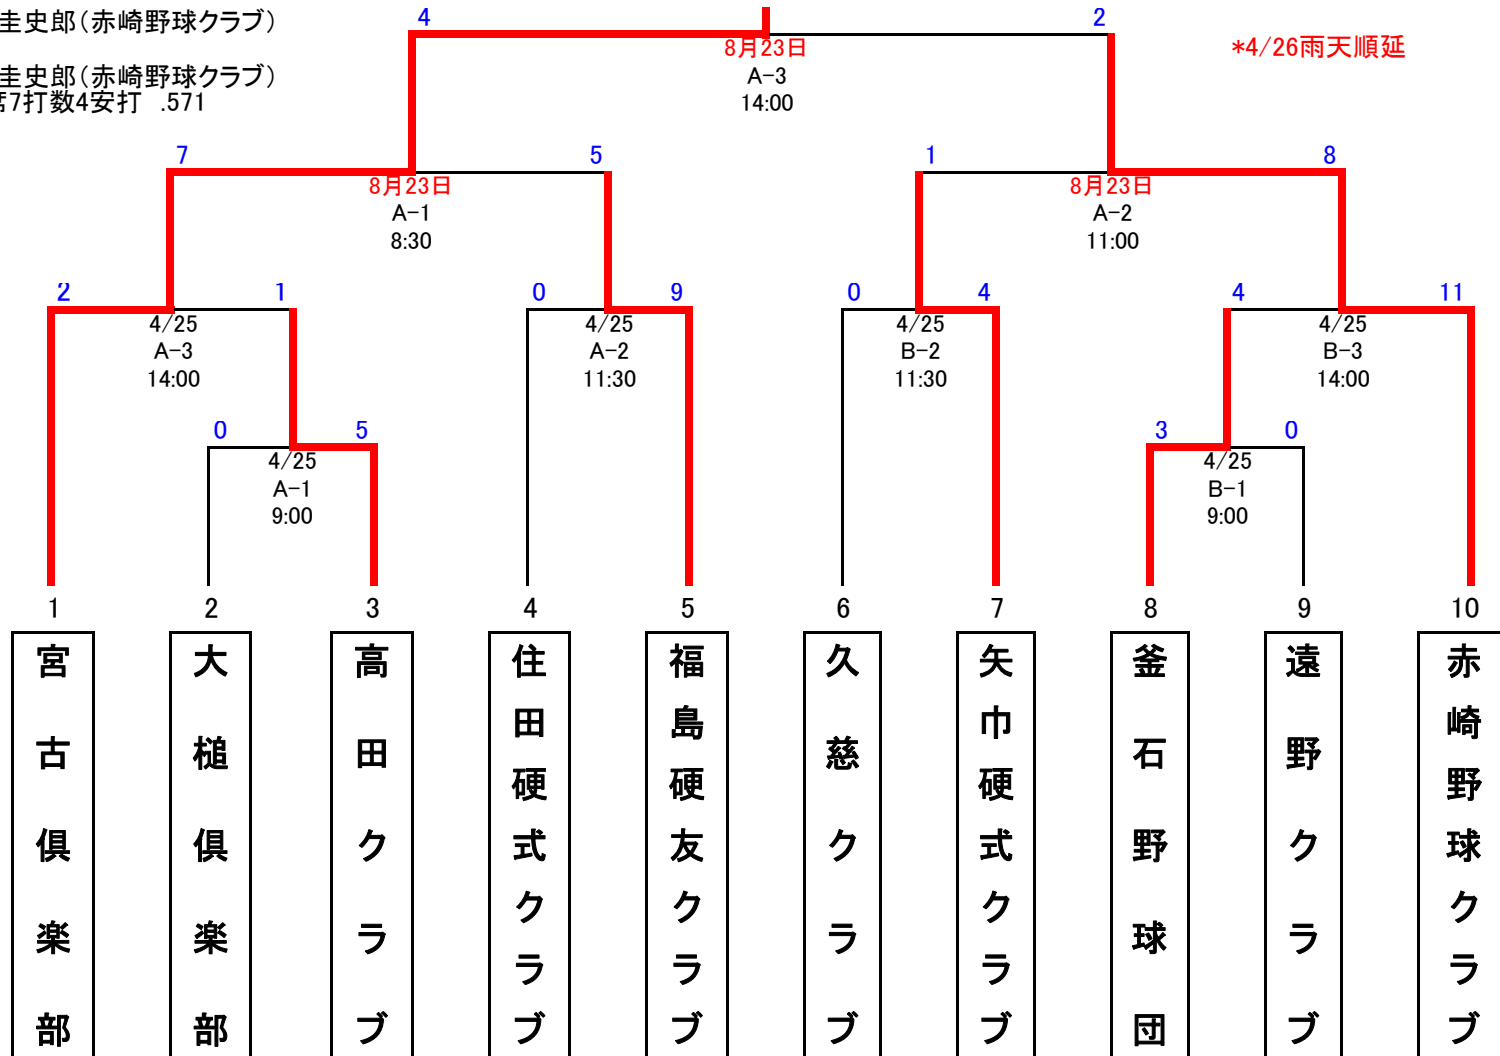 圭史郎（赤崎野球クラブ）
圭史郎（赤崎野球クラブ）
席7打数4安打 .571
*4/26雨天順延
4
2
8月23日
A-3
14:00
7
5
8月23日
A-1
8:30
1
8
8月23日
A-2
11:00
2
1
4/25
A-3
14:00
0
9
4/25
A-2
11:30
0
4
4/25
B-2
11:30
4
11
4/25
B-3
14:00
0
5
4/25
A-1
9:00
3
0
4/25
B-1
9:00
1
2
3
4
5
6
7
8
9
10
宮古倶楽部
大槌倶楽部
高田クラブ
住田硬式クラブ
福島硬友クラブ
久慈クラブ
矢巾硬式クラブ
釜石野球団
遠野クラブ
赤崎野球クラブ